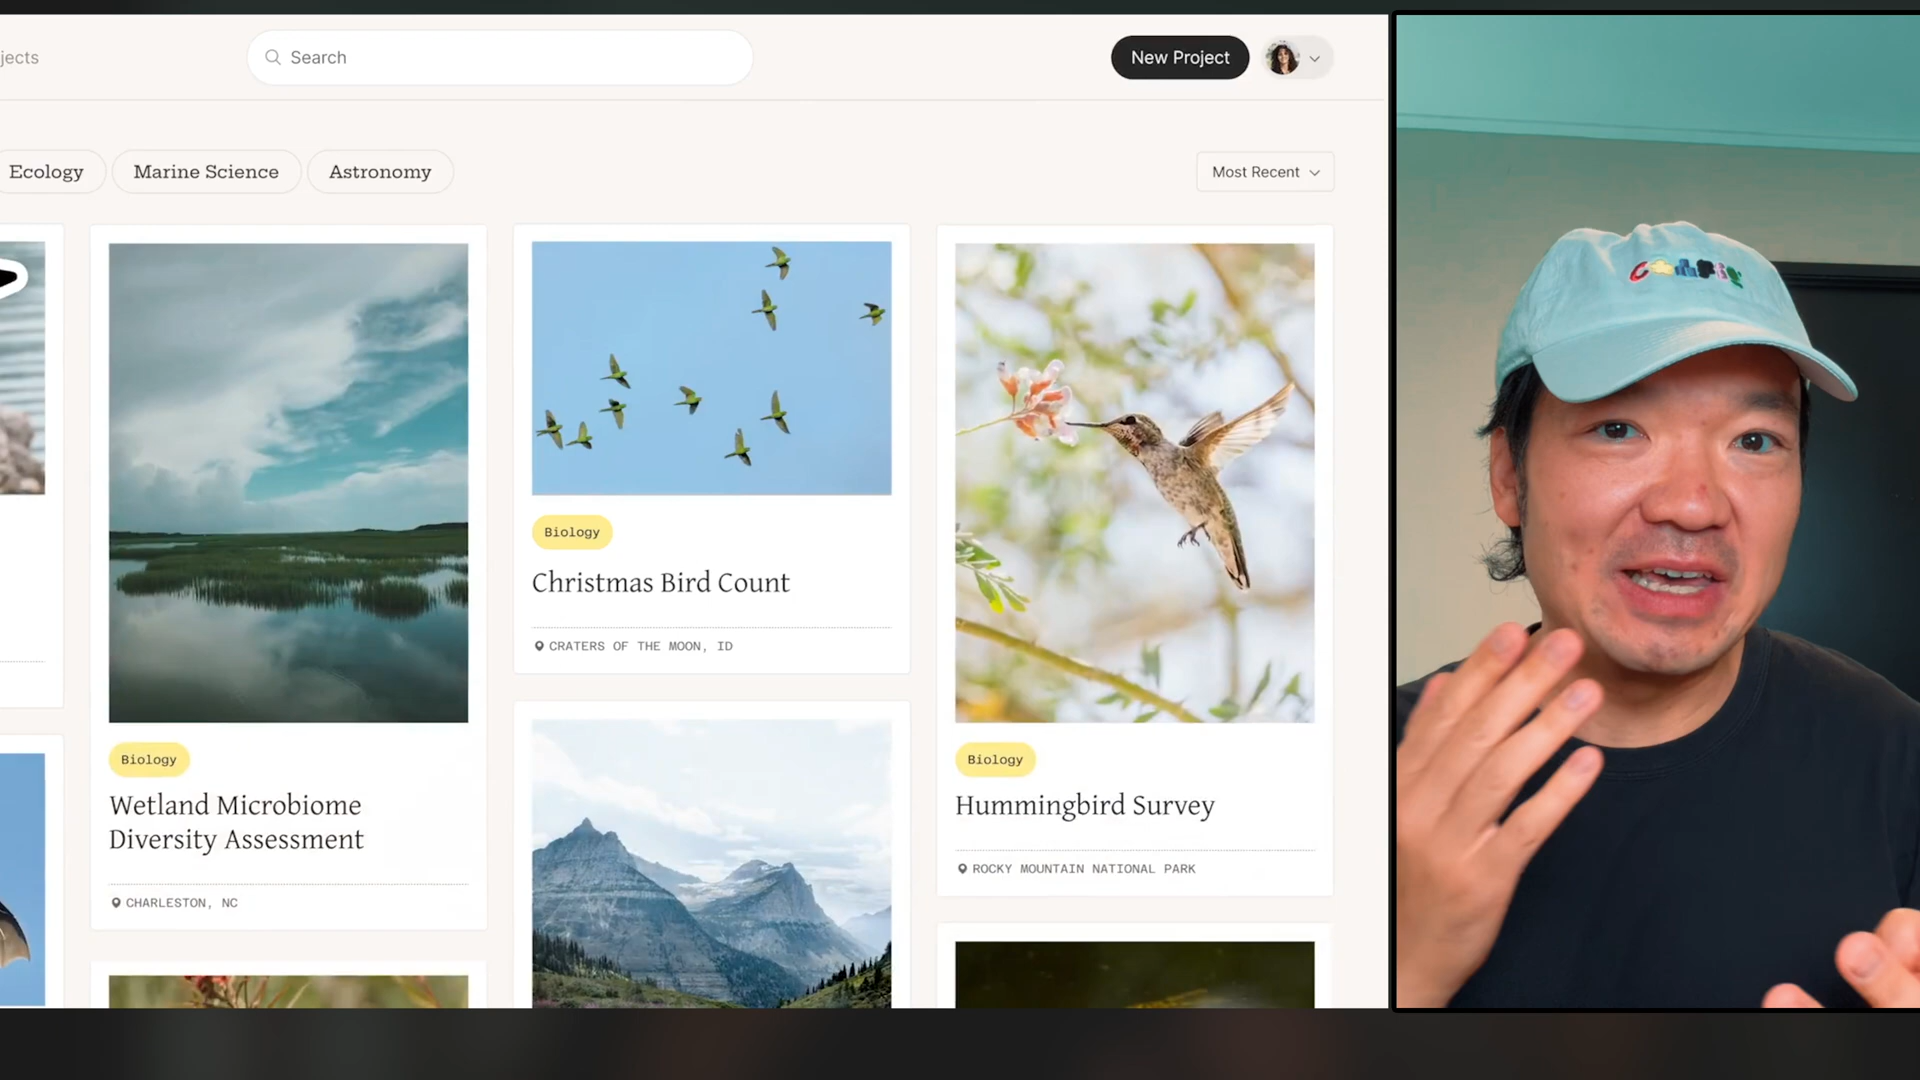 jects
Search
New Project
Ecology
Marine Science
Astronomy
Most Recent
Biology
Wetland Microbiome
Diversity Assessment
CHARLESTON, NC
Biology
Christmas Bird Count
CRATERS OF THE MOON, ID
Biology
Hummingbird Survey
ROCKY MOUNTAIN NATIONAL PARK